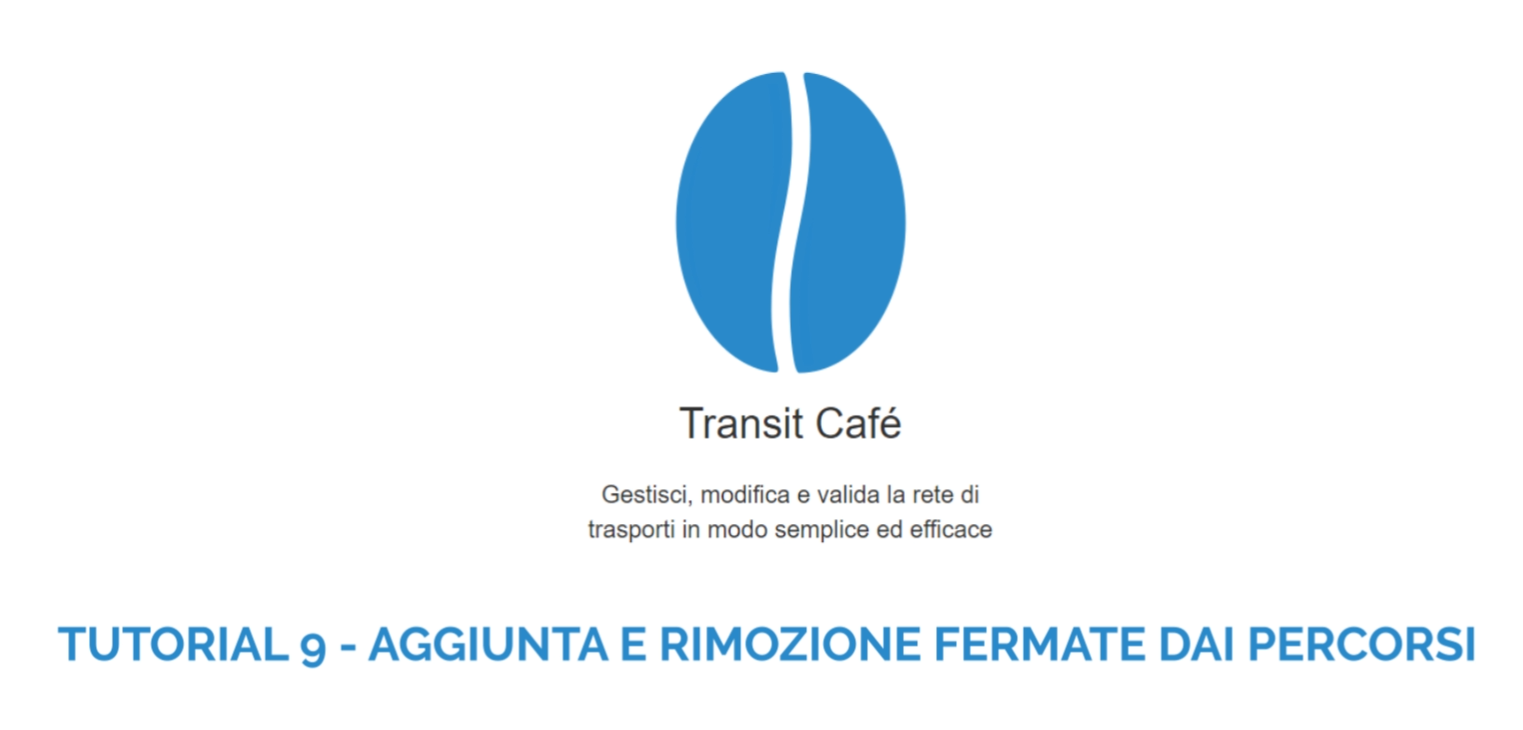 Transit Café
Gestisci, modifica e valida la rete di
trasporti in modo semplice ed efficace
TUTORIAL 9 - AGGIUNTA E RIMOZIONE FERMATE DAI PERCORSI